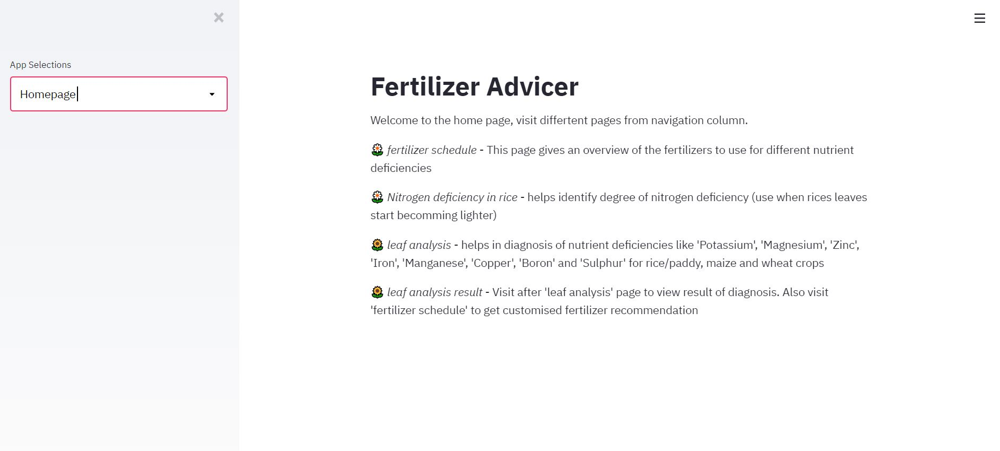 App Selections
Homepage
Fertilizer Advicer
Welcome to the home page, visit differtent pages from navigation column.
fertilizer schedule - This page gives an overview of the fertilizers to use for different nutrient
deficiencies
Nitrogen deficiency in rice - helps identify degree of nitrogen deficiency (use when rices leaves
start becomming lighter)
leaf analysis - helps in diagnosis of nutrient deficiencies like 'Potassium', 'Magnesium', 'Zinc',
'Iron', 'Manganese', 'Copper', 'Boron' and 'Sulphur' for rice/paddy, maize and wheat crops
leaf analysis result - Visit after 'leaf analysis' page to view result of diagnosis. Also visit
'fertilizer schedule' to get customised fertilizer recommendation